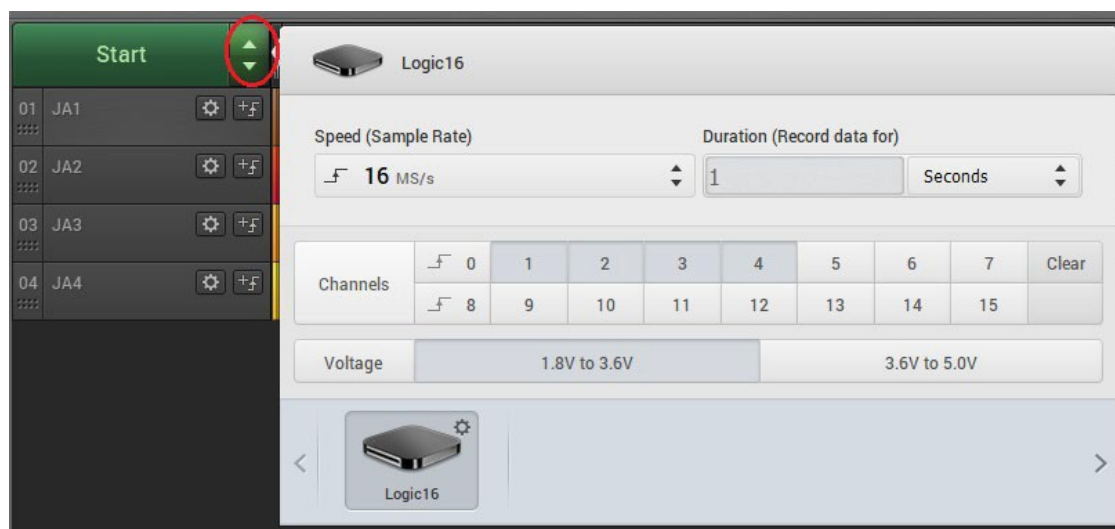 Start
01 JA1
02 JA2
03 JA3
04 JA4
Logic16
Speed (Sample Rate)
16 MS/s
Duration (Record data for)
1 Seconds
Channels
0 1 2 3 4 5 6 7 Clear
8 9 10 11 12 13 14 15
Voltage 1.8V to 3.6V 3.6V to 5.0V
Logic16